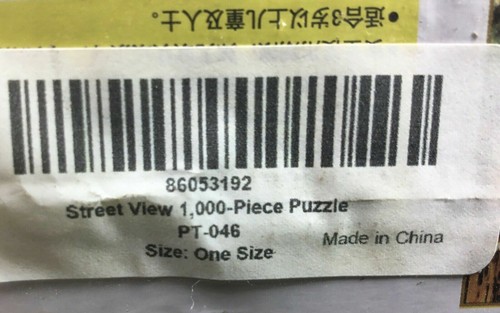 ●适合3岁以上儿童及人士。
86053192
Street View 1,000-Piece Puzzle
PT-046
Size: One Size
Made in China